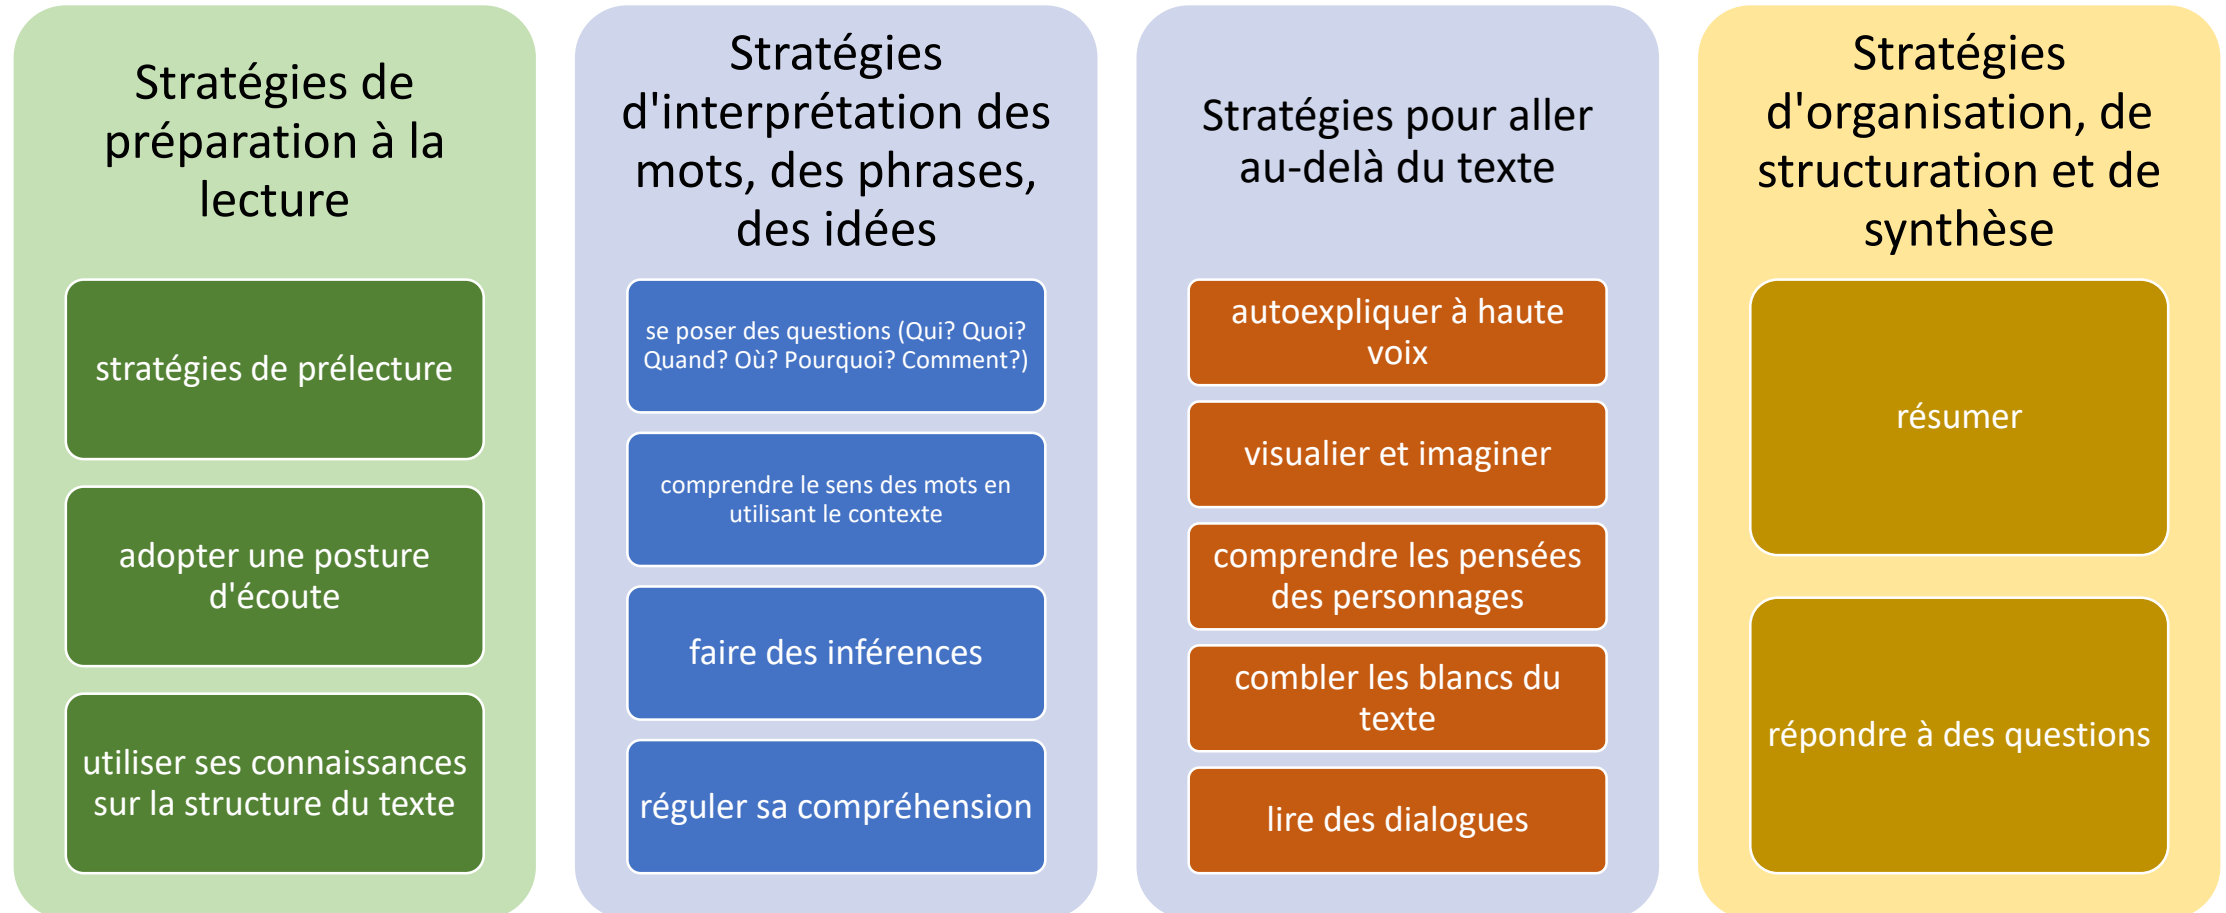 Stratégies de
préparation à la
lecture
stratégies de prélecture
adopter une posture
d'écoute
utiliser ses connaissances
sur la structure du texte
Stratégies
d'interprétation des
mots, des phrases,
des idées
se poser des questions (Qui? Quoi?
Quand? Où? Pourquoi? Comment?)
comprendre le sens des mots en
utilisant le contexte
faire des inférences
réguler sa compréhension
Stratégies pour aller
au-delà du texte
autoexpliquer à haute
voix
visualier et imaginer
comprendre les pensées
des personnages
combler les blancs du
texte
lire des dialogues
Stratégies
d'organisation, de
structuration et de
synthèse
résumer
répondre à des questions